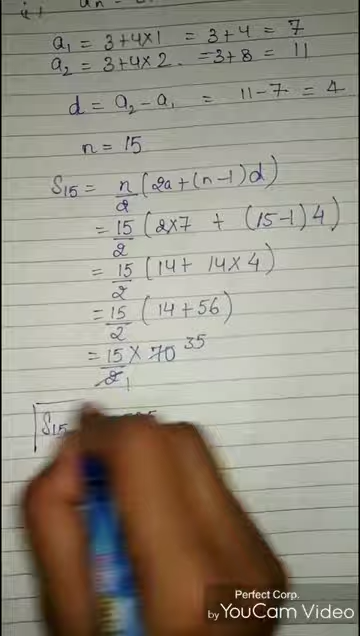 a₁ = 3+4×1 = 3+4 = 7
a₂ = 3+4×2 = 3+8 = 11
d = a₂ - a₁ = 11-7 = 4
n = 15
S₁₅ = n/2 (2a+(n-1)d)
= 15/2 (2×7 + (15-1)4)
= 15/2 (14+ 14×4)
= 15/2 (14+56)
= 15/2 × 70 35
1
S₁₅
Perfect Corp.
by YouCam Video